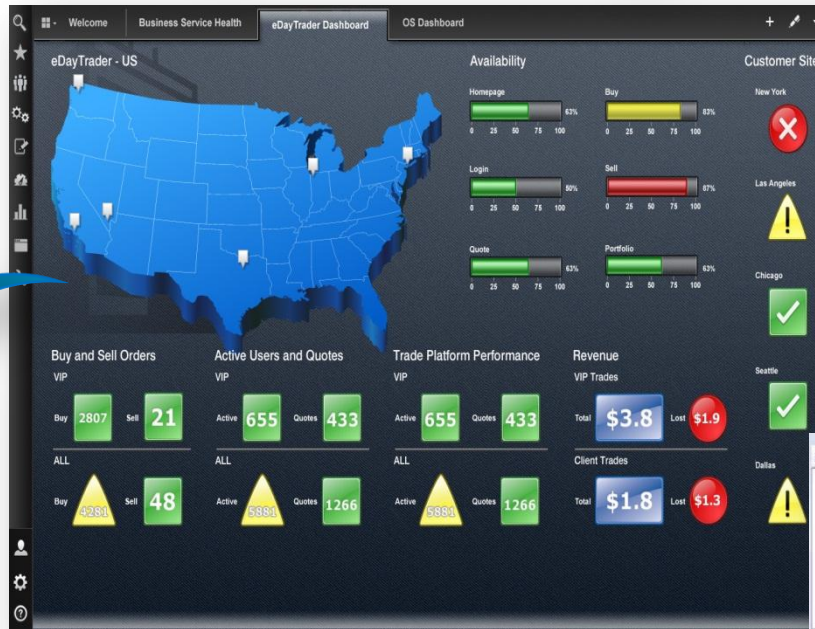 Welcome
Business Service Health
eDayTrader Dashboard
OS Dashboard
eDayTrader - US
Availability
Homepage
63%
0 25 50 75 100
Buy
83%
0 25 50 75 100
Login
50%
0 25 50 75 100
Sell
87%
0 25 50 75 100
Quote
63%
0 25 50 75 100
Portfolio
63%
0 25 50 75 100
Customer Site
New York
Las Angeles
Chicago
Seattle
Dallas
Buy and Sell Orders
VIP
Buy 2807 Sell 21
ALL
Buy 4281 Sell 48
Active Users and Quotes
VIP
Active 655 Quotes 433
ALL
Active 5881 Quotes 1266
Trade Platform Performance
VIP
Active 655 Quotes 433
ALL
Active 5881 Quotes 1266
Revenue
VIP Trades
Total $3.8 Lost $1.9
Client Trades
Total $1.8 Lost $1.3